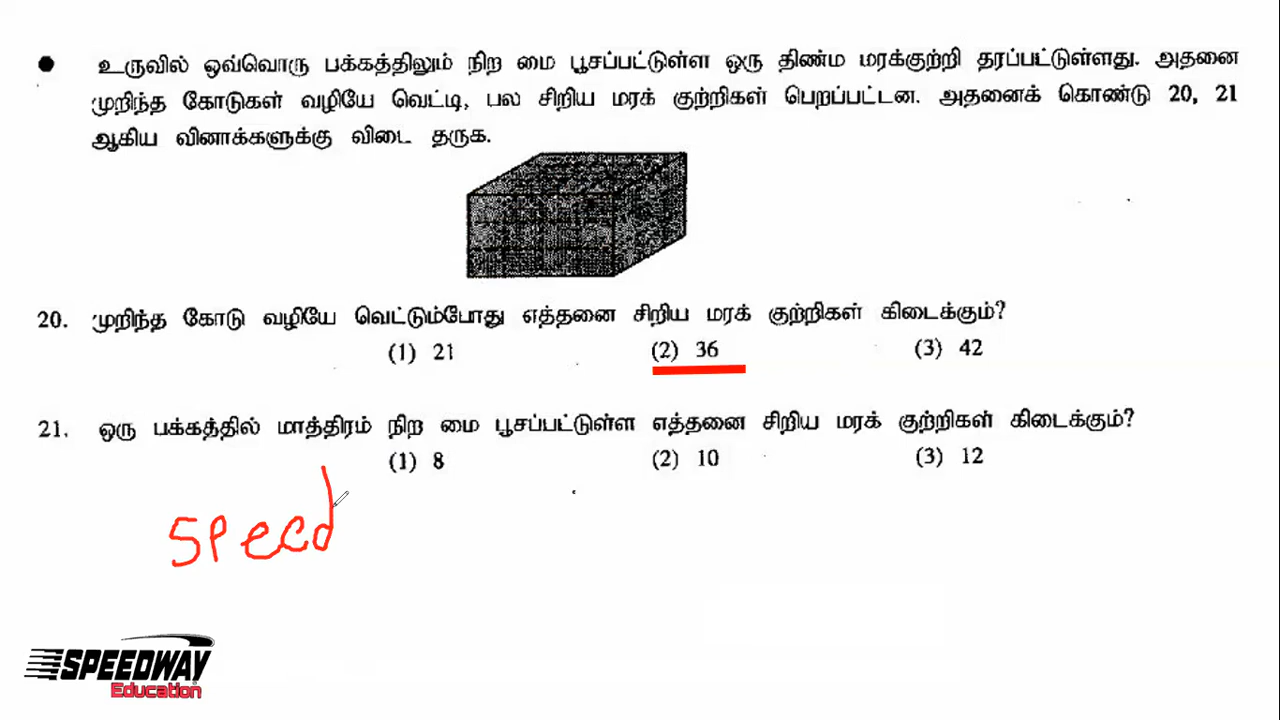 ● உருவில் ஒவ்வொரு பக்கத்திலும் நிற மை பூசப்பட்டுள்ள ஒரு திண்ம மரக்குற்றி தரப்பட்டுள்ளது. அதனை
முறிந்த கோடுகள் வழியே வெட்டி, பல சிறிய மரக் குற்றிகள் பெறப்பட்டன. அதனைக் கொண்டு 20, 21
ஆகிய வினாக்களுக்கு விடை தருக.
20. முறிந்த கோடு வழியே வெட்டும்போது எத்தனை சிறிய மரக் குற்றிகள் கிடைக்கும்?
(1) 21 (2) 36 (3) 42
21. ஒரு பக்கத்தில் மாத்திரம் நிற மை பூசப்பட்டுள்ள எத்தனை சிறிய மரக் குற்றிகள் கிடைக்கும்?
(1) 8 (2) 10 (3) 12
speed
SPEEDWAY
Education